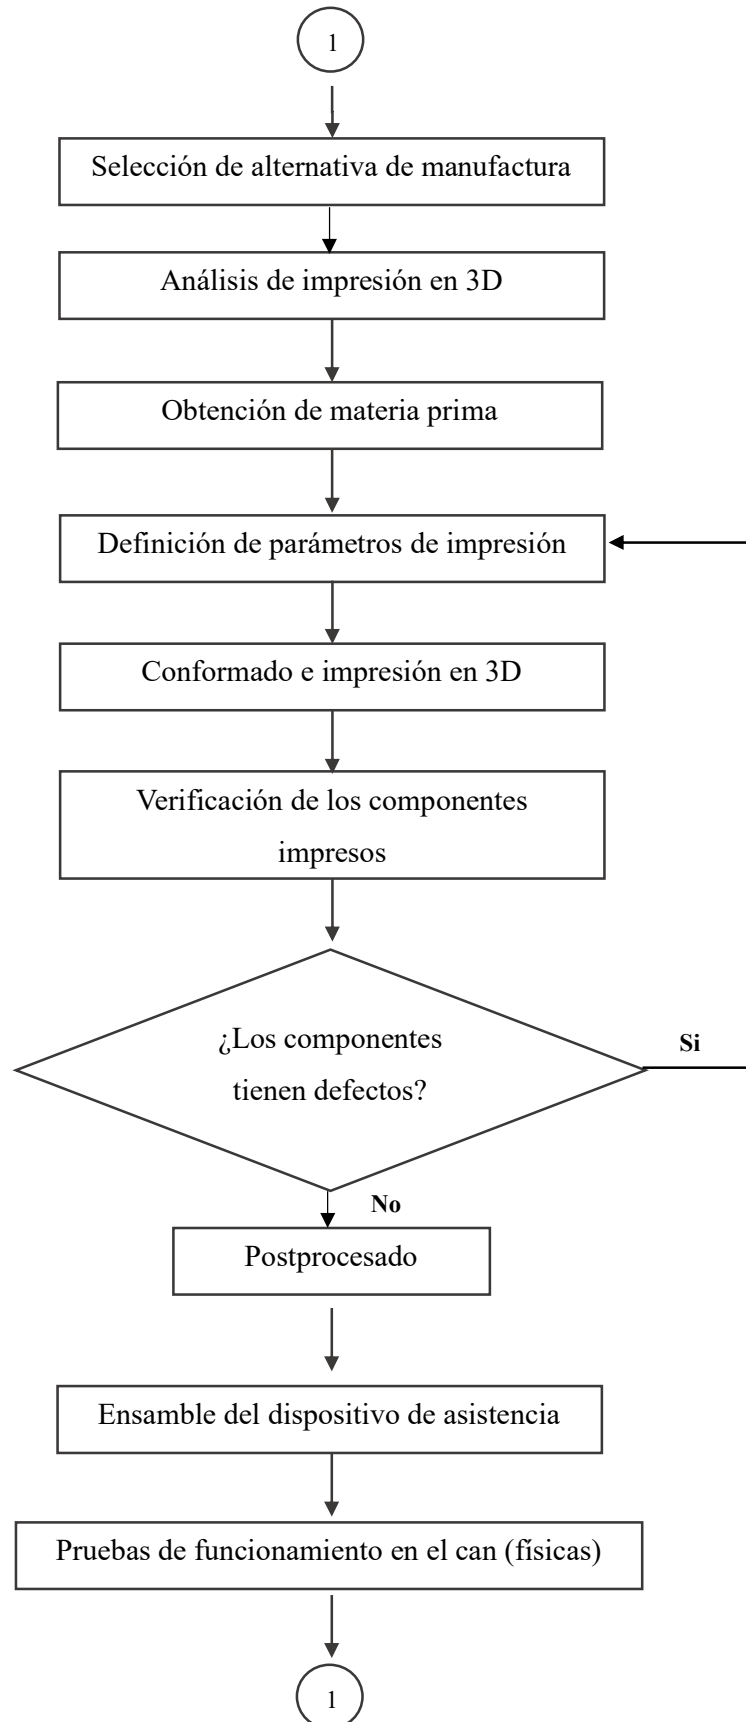 1
Selección de alternativa de manufactura
Análisis de impresión en 3D
Obtención de materia prima
Definición de parámetros de impresión
Conformado e impresión en 3D
Verificación de los componentes
impresos
¿Los componentes
tienen defectos?
Si
No
Postprocesado
Ensamble del dispositivo de asistencia
Pruebas de funcionamiento en el can (físicas)
1